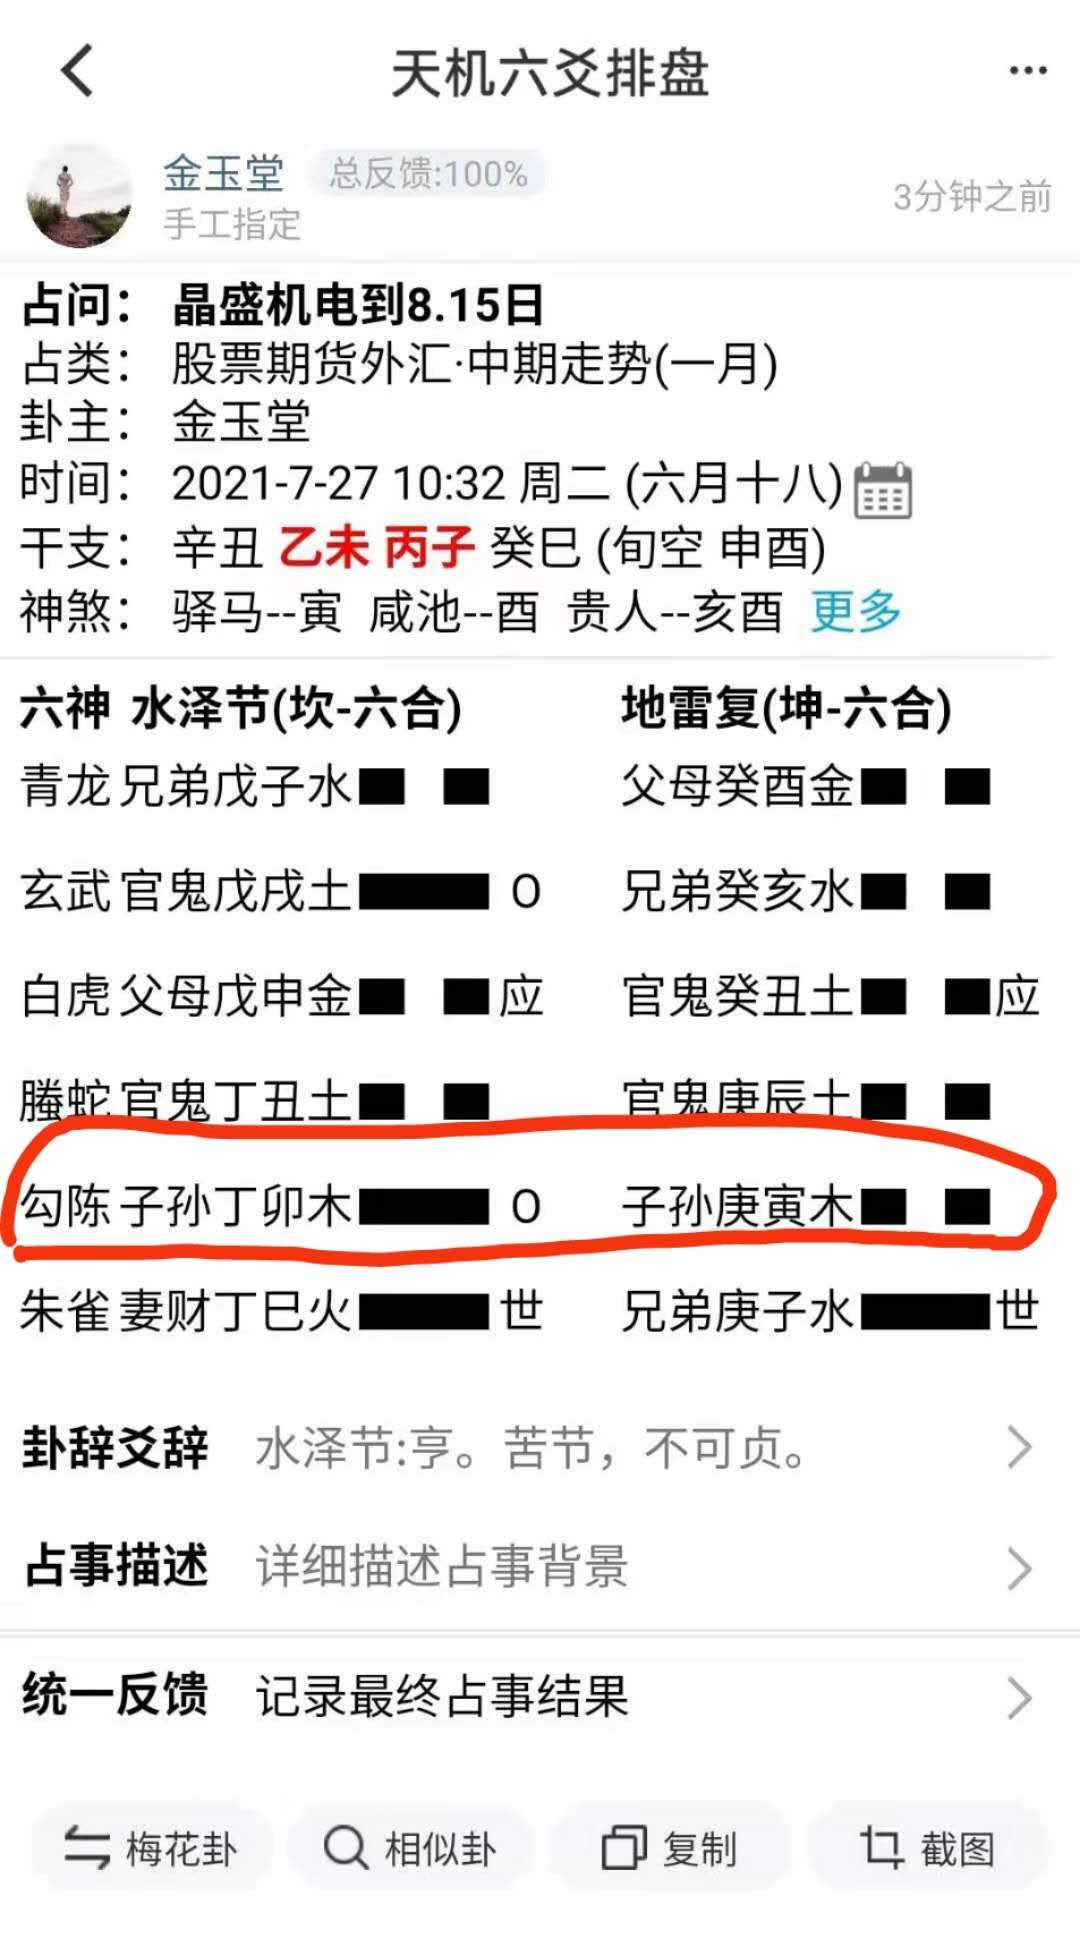 天机六爻排盘
金玉堂 总反馈:100%
手工指定
3分钟之前
占问： 晶盛机电到8.15日
占类： 股票期货外汇·中期走势(一月)
卦主： 金玉堂
时间： 2021-7-27 10:32 周二 (六月十八)
干支： 辛丑 乙未 丙子 癸巳 (旬空 申酉)
神煞： 驿马--寅 咸池--酉 贵人--亥酉 更多
六神 水泽节(坎-六合) 地雷复(坤-六合)
青龙 兄弟戊子水 父母癸酉金
玄武 官鬼戊戌土 O 兄弟癸亥水
白虎 父母戊申金 应 官鬼癸丑土 应
螣蛇 官鬼丁丑土 官鬼庚辰土
勾陈 子孙丁卯木 O 子孙庚寅木
朱雀 妻财丁巳火 世 兄弟庚子水 世
卦辞爻辞 水泽节:亨。苦节，不可贞。
占事描述 详细描述占事背景
统一反馈 记录最终占事结果
梅花卦 相似卦 复制 截图